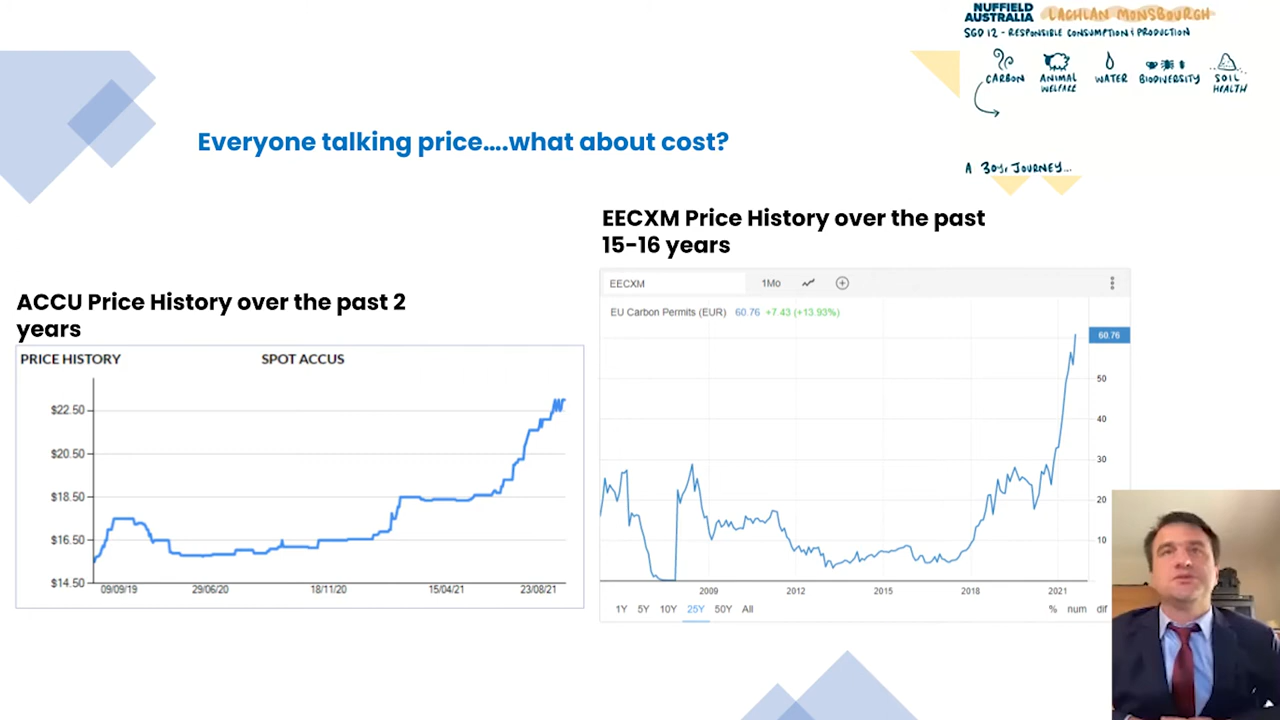 NUFFIELD
AUSTRALIA
LACHLAN MONSBOURGH
SGD 12 - RESPONSIBLE CONSUMPTION & PRODUCTION
CARBON
ANIMAL
WELFARE
WATER
BIODIVERSITY
SOIL
HEALTH
A 30yr JOURNEY...
Everyone talking price....what about cost?
EECXM Price History over the past
15-16 years
EECXM
1Mo
EU Carbon Permits (EUR) 60.76 +7.43 (+13.93%)
60.76
50
40
30
20
10
2009 2012 2015 2018 2021
1Y 5Y 10Y 25Y 50Y All
% num dif
ACCU Price History over the past 2
years
PRICE HISTORY SPOT ACCUS
$22.50
$20.50
$18.50
$16.50
$14.50
09/09/19 29/06/20 18/11/20 15/04/21 23/08/21